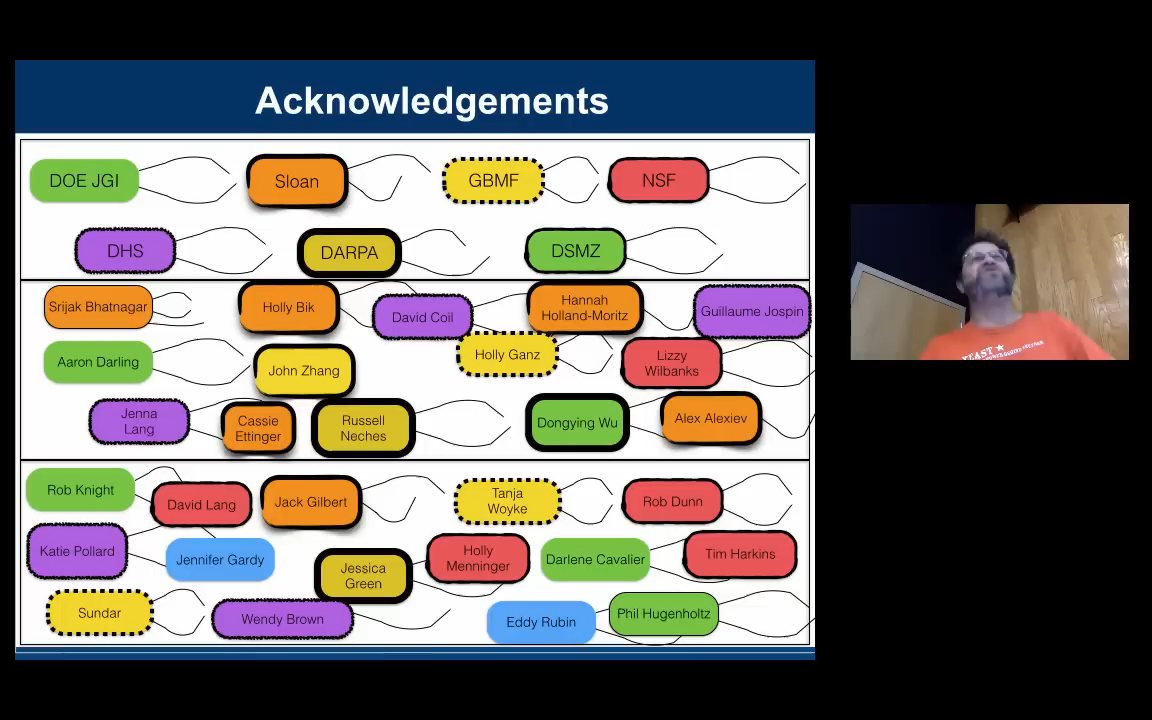 Acknowledgements
DOE JGI
Sloan
GBMF
NSF
DHS
DARPA
DSMZ
Srijak Bhatnagar
Holly Bik
David Coil
Hannah
Holland-Moritz
Guillaume Jospin
Aaron Darling
John Zhang
Holly Ganz
Lizzy
Wilbanks
Jenna
Lang
Cassie
Ettinger
Russell
Neches
Dongying Wu
Alex Alexiev
Rob Knight
David Lang
Jack Gilbert
Tanja
Woyke
Rob Dunn
Katie Pollard
Jennifer Gardy
Jessica
Green
Holly
Menninger
Darlene Cavalier
Tim Harkins
Sundar
Wendy Brown
Eddy Rubin
Phil Hugenholtz
YEAST